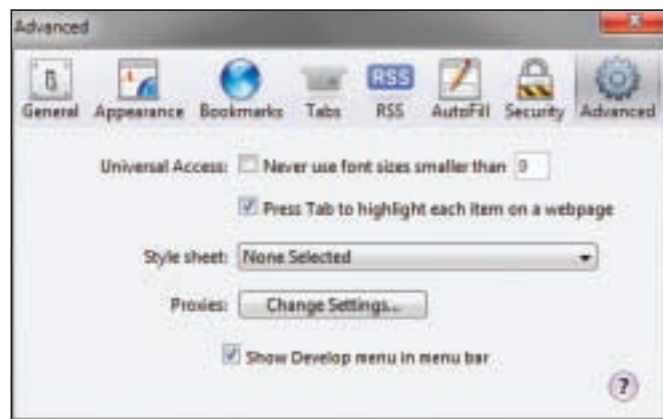 Advanced
General Appearance Bookmarks Tabs RSS RSS AutoFill Security Advanced
Universal Access: Never use font sizes smaller than 9
Press Tab to highlight each item on a webpage
Style sheet: None Selected
Proxies: Change Settings...
Show Develop menu in menu bar
?